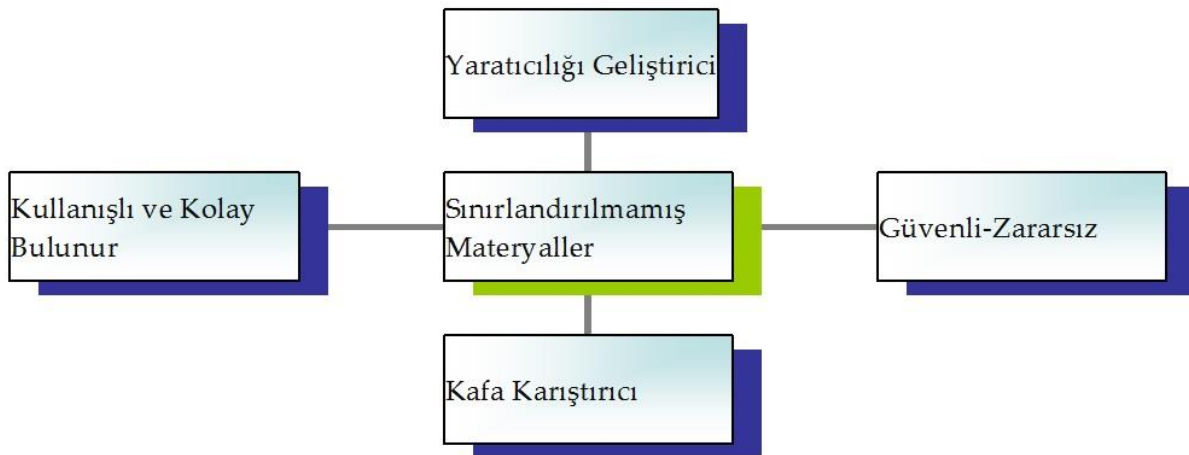 Yaratıcılığı Geliştirici
Kullanışlı ve Kolay
Bulunur
Sınırlandırılmamış
Materyaller
Güvenli-Zararsız
Kafa Karıştırıcı